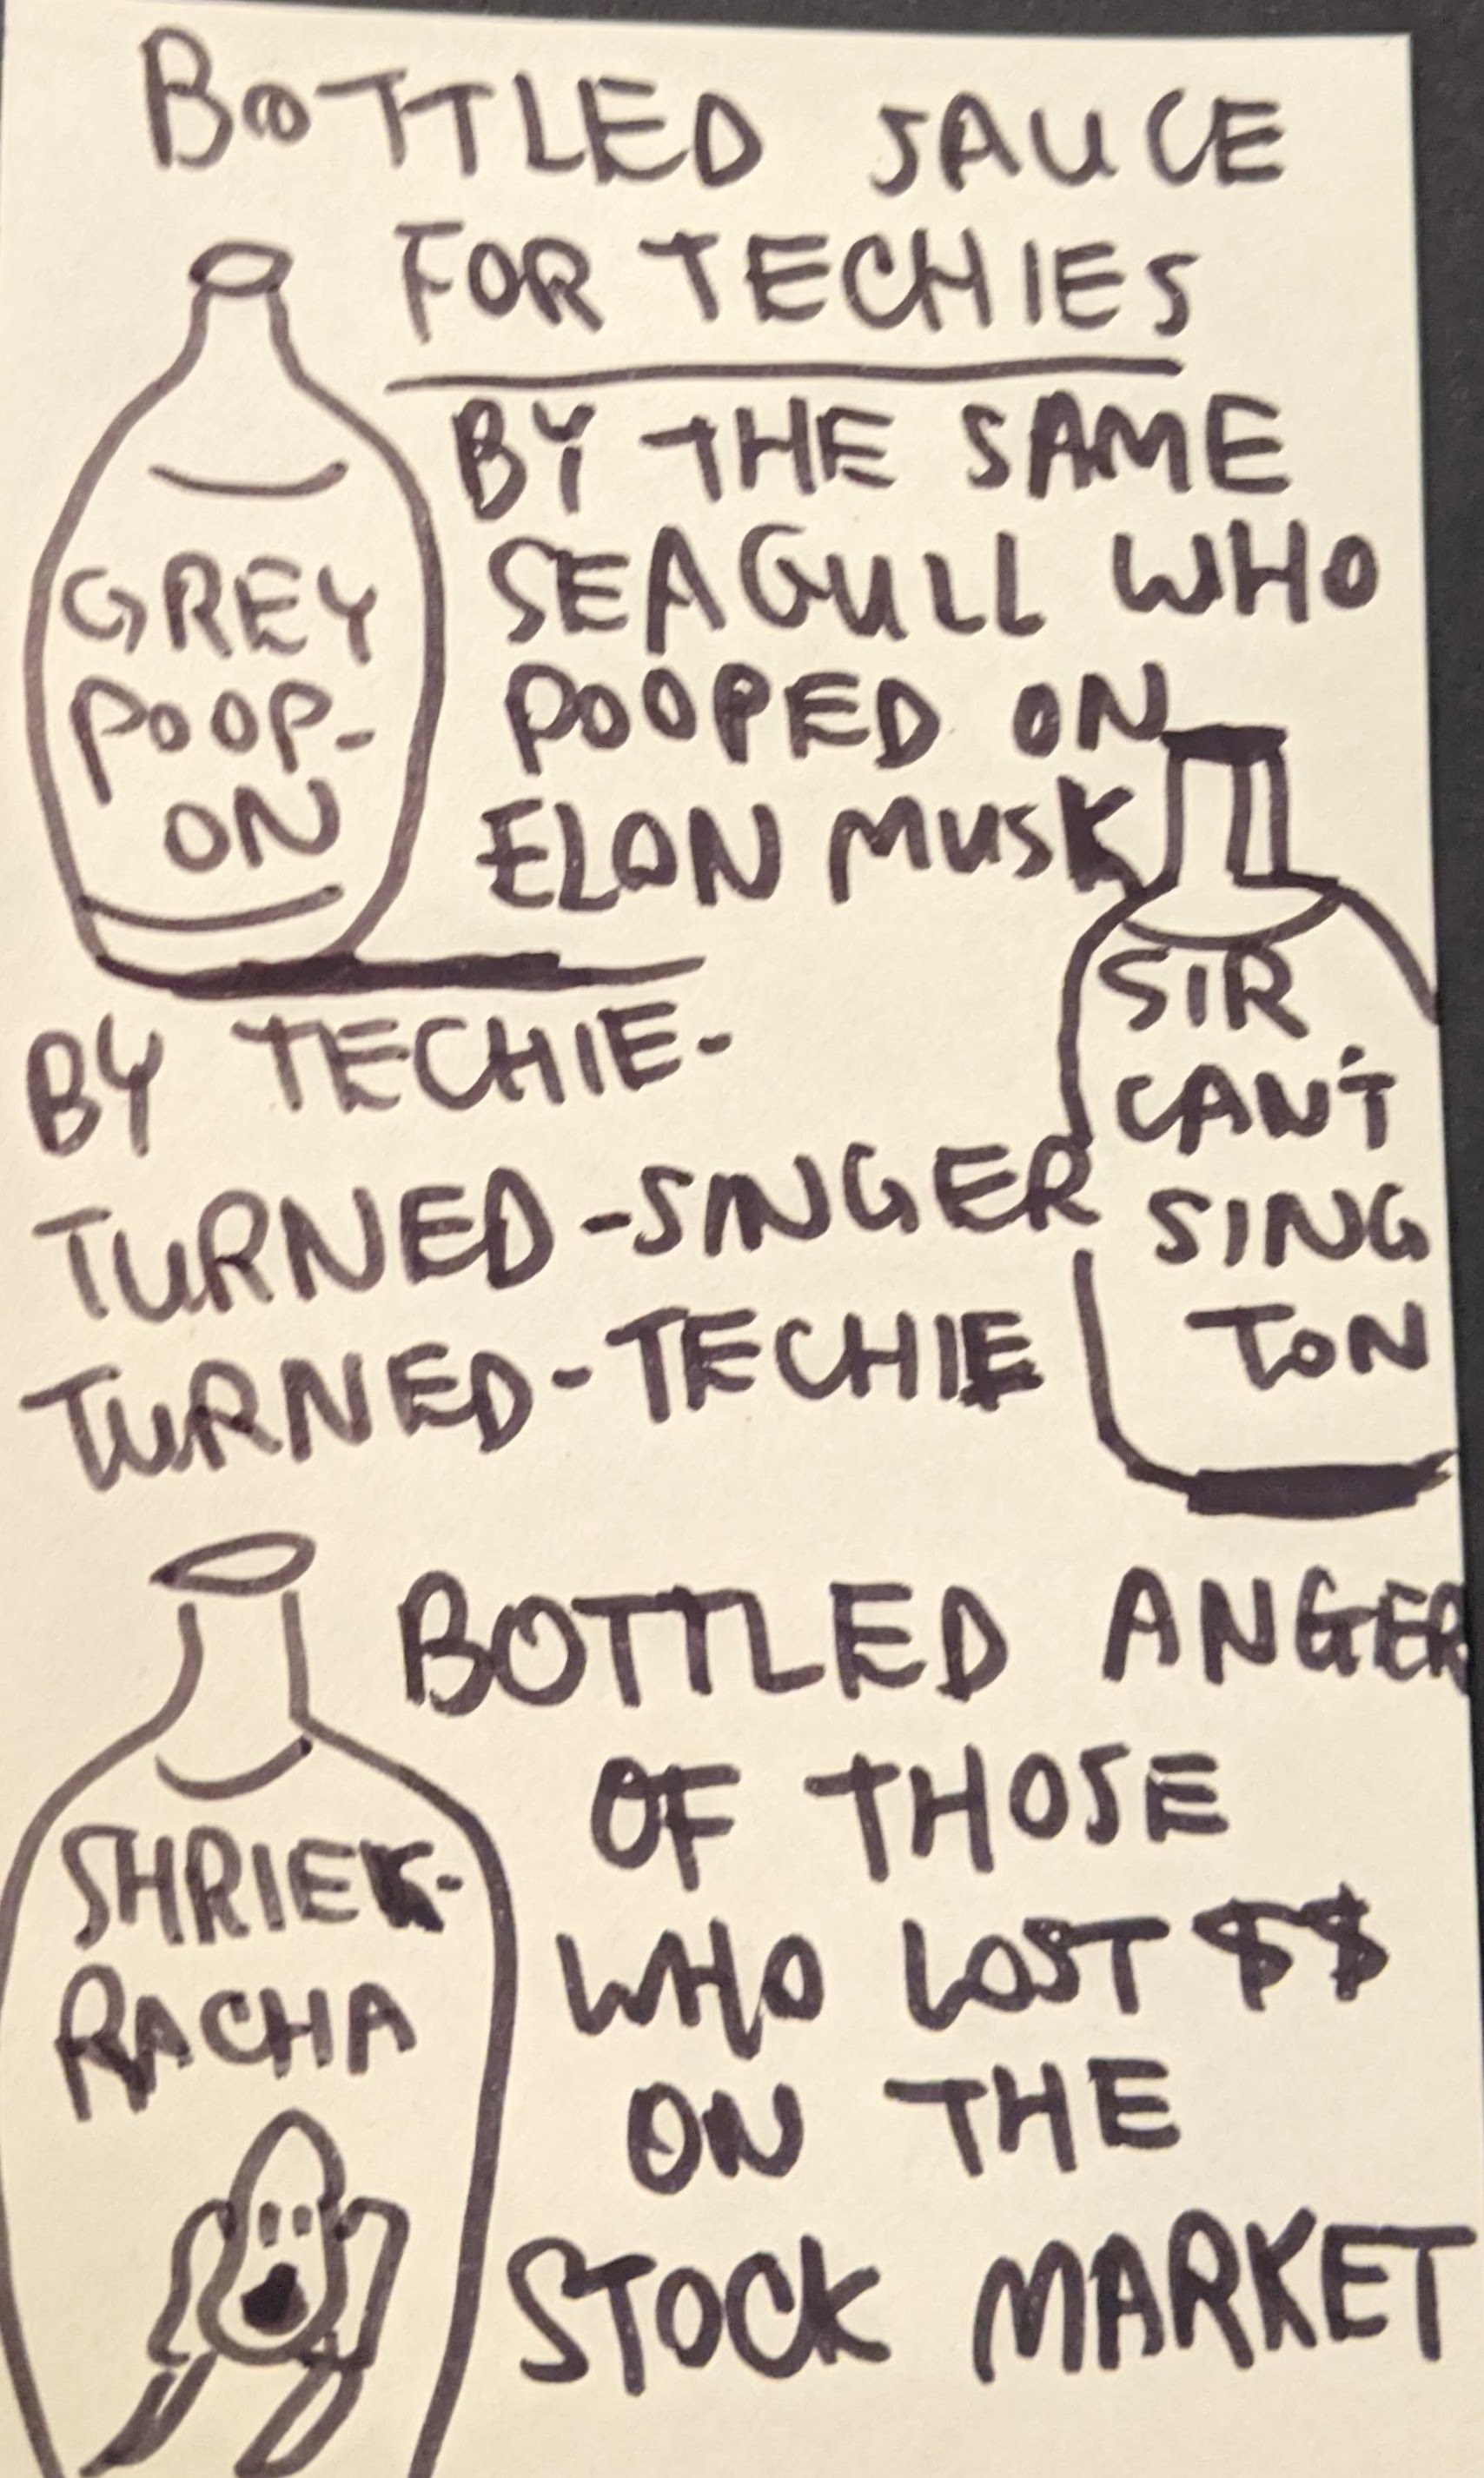 BOTTLED SAUCE
FOR TECHIES
GREY
POOP-
ON
BY THE SAME
SEAGULL WHO
POOPED ON
ELON MUSK
SIR
CAN'T
SING
TON
BY TECHIE-
TURNED-SINGER
TURNED-TECHIE
SHRIEK-
RACHA
BOTTLED ANGER
OF THOSE
WHO LOST $$
ON THE
STOCK MARKET